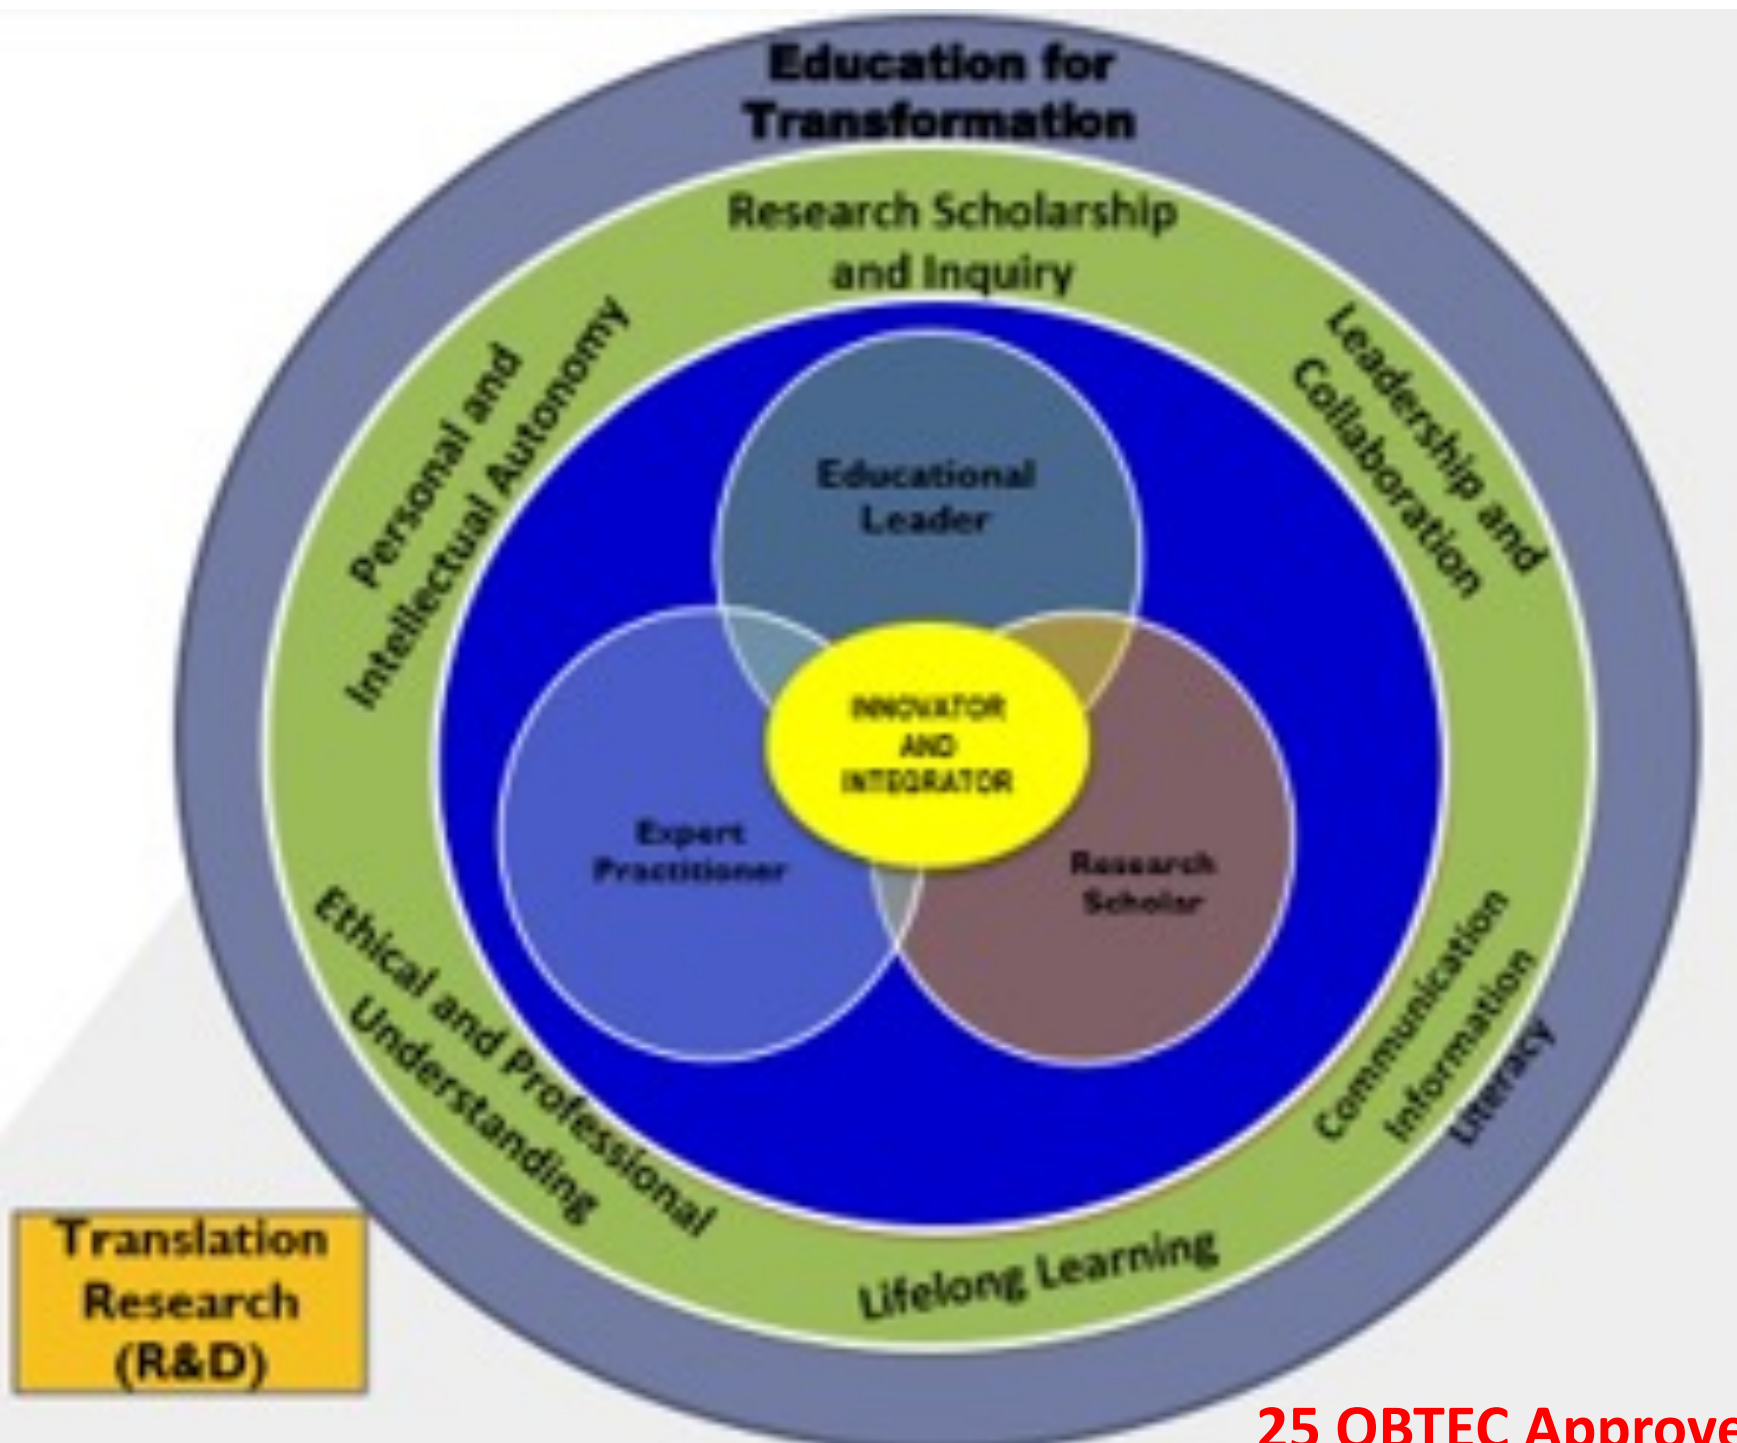 Education for
Transformation
Research Scholarship
and Inquiry
Personal and
Intellectual Autonomy
Leadership and
Collaboration
Educational
Leader
INNOVATOR
AND
INTEGRATOR
Expert
Practitioner
Research
Scholar
Ethical and Professional
Understanding
Communication
Information
Literacy
Lifelong Learning
Translation
Research
(R&D)
25 OBTEC Approve